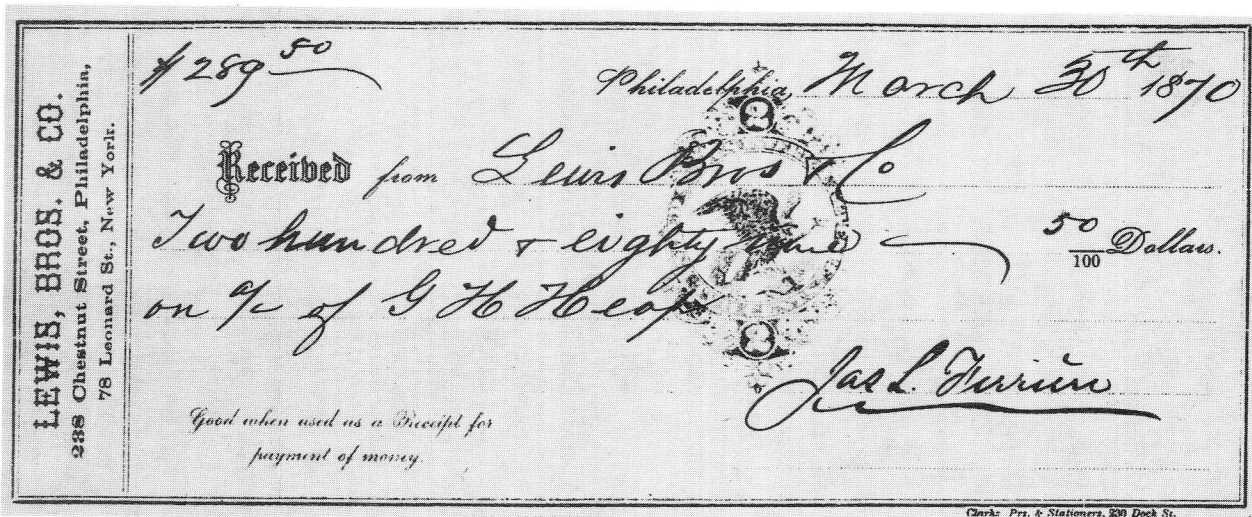 LEWIS, BROS. & CO.
238 Chestnut Street, Philadelphia,
78 Leonard St., New York.
$289 50
Philadelphia, March 30th 1870
2
Received from Lewis Bros & Co
Two hundred & eighty nine 50/100 Dollars.
on a/c of G H Heap
2
Jas L.
Good when used as a Receipt for
payment of money.
Clarks Prs. & Stationers, 230 Dock St.